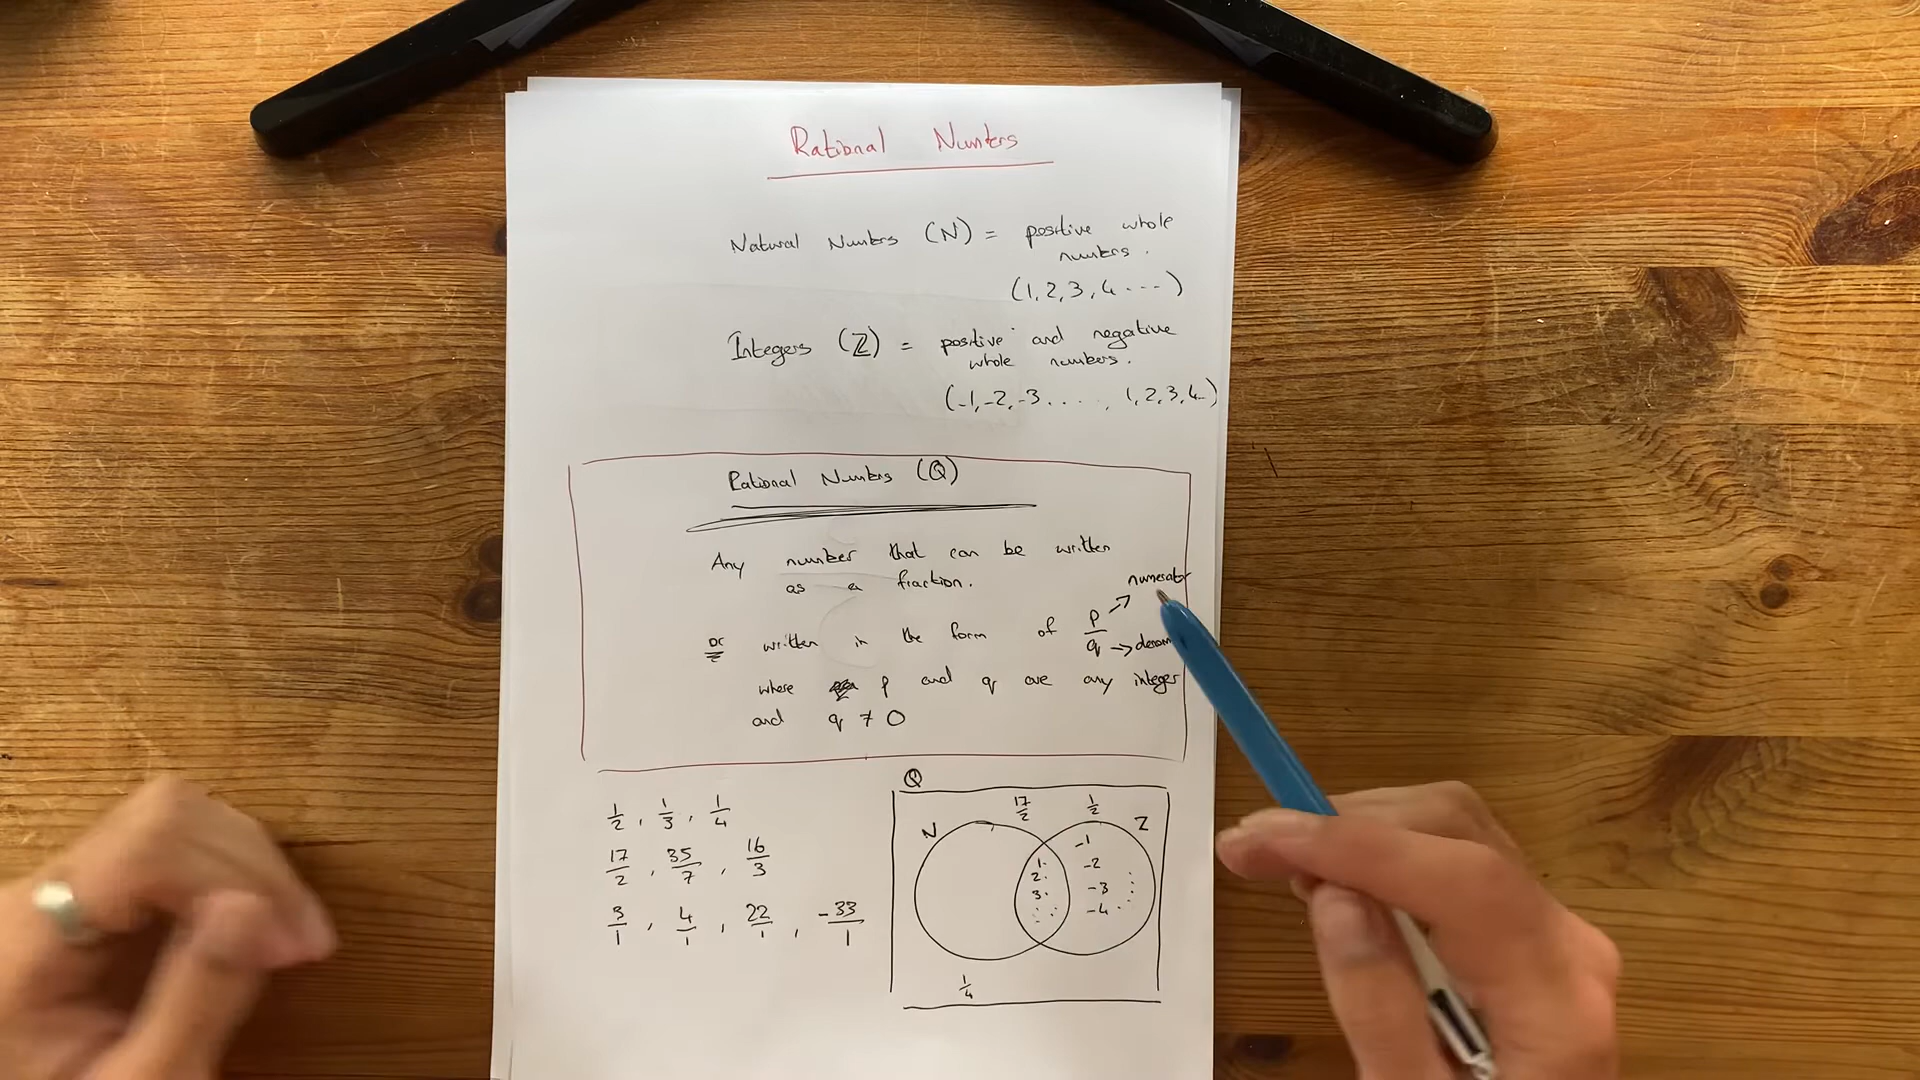 Rational Numbers
Natural Numbers (N) = positive whole
numbers.
(1, 2, 3, 4 ....)
Integers (Z) = positive and negative
whole numbers.
(-1, -2, -3 . . . . , 1, 2, 3, 4..)
Rational Numbers (Q)
Any number that can be written
as a fraction.
numerator
or written in the form of p/q → denom
where p and q are any integer
and q ≠ 0
1/2, 1/3, 1/4
17/2, 35/7, 16/3
3/1, 4/1, 22/1, -33/1
Q
17/2 1/2
N Z
-1
1. -2
2. -3
3. -4
1/4